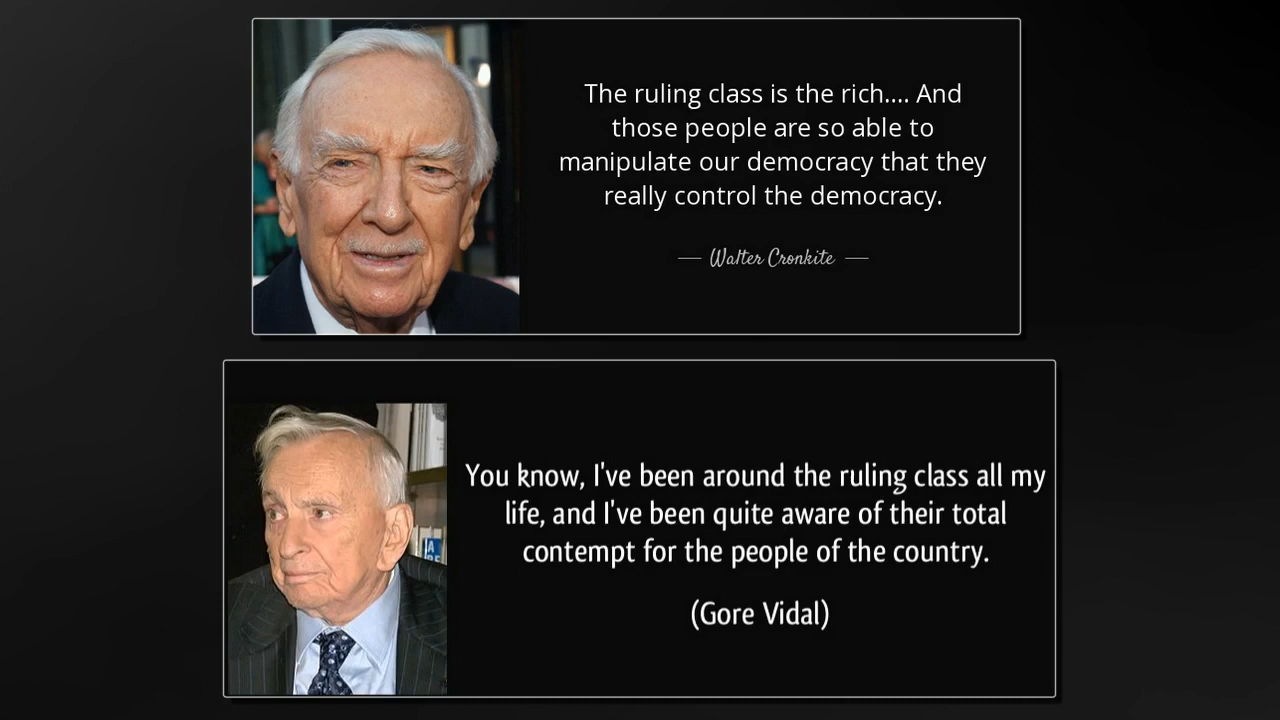 The ruling class is the rich.... And
those people are so able to
manipulate our democracy that they
really control the democracy.
— Walter Cronkite —
You know, I've been around the ruling class all my
life, and I've been quite aware of their total
contempt for the people of the country.
(Gore Vidal)